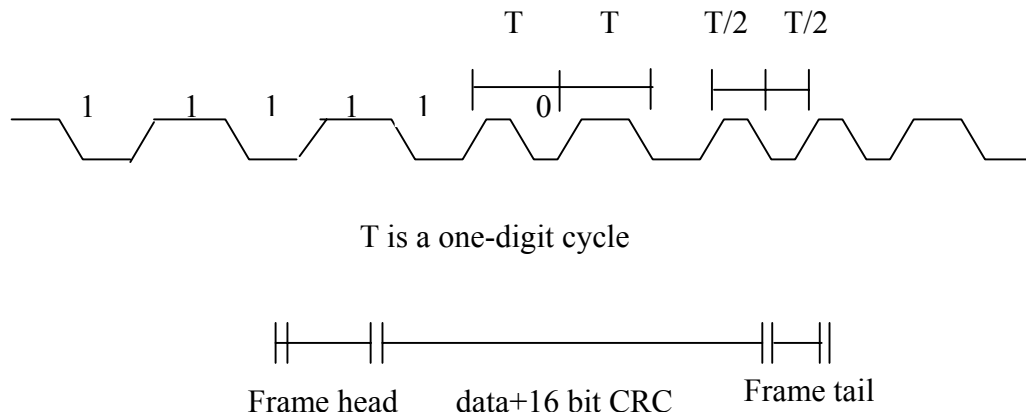 T T T/2 T/2
1 1 1 1 1 0
T is a one-digit cycle
Frame head data+16 bit CRC Frame tail